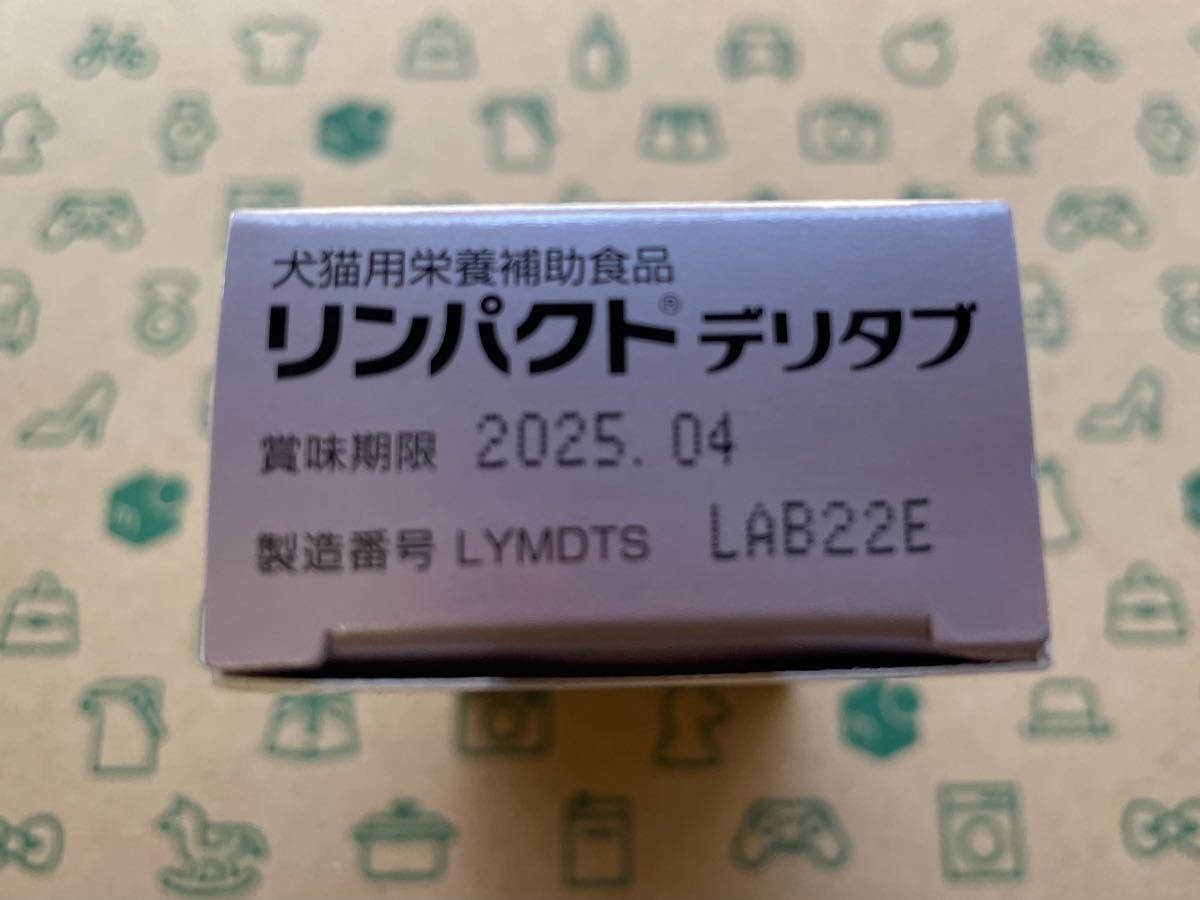 犬猫用栄養補助食品
リンパクト® デリタブ
賞味期限 2025.04
製造番号 LYMDTS LAB22E